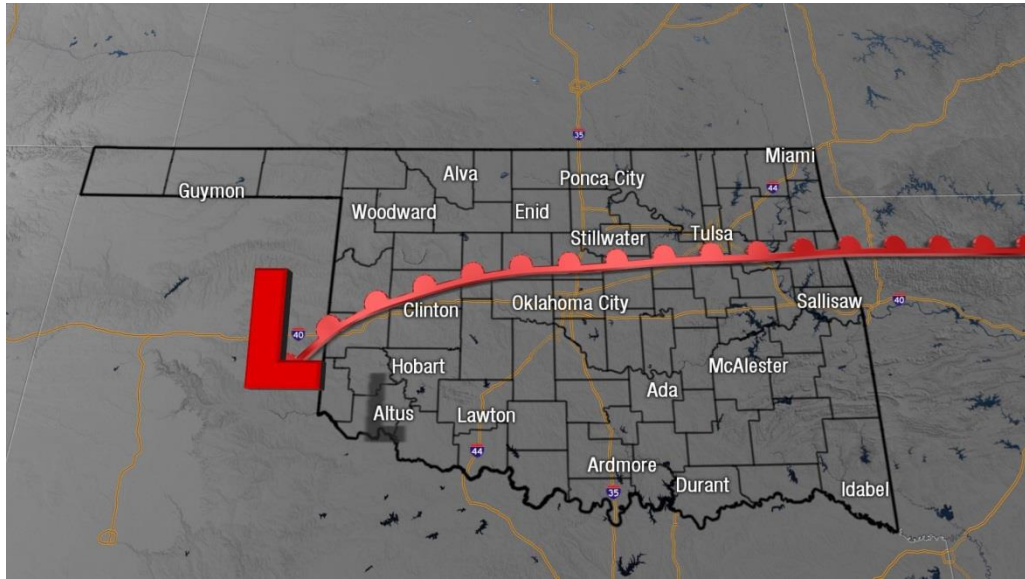 35
Miami
Alva
Ponca City
44
Guymon
Woodward
Enid
Stillwater
Tulsa
L
40
Clinton
Oklahoma City
Sallisaw
40
Hobart
McAlester
Ada
Altus
Lawton
44
Ardmore
35
Durant
Idabel